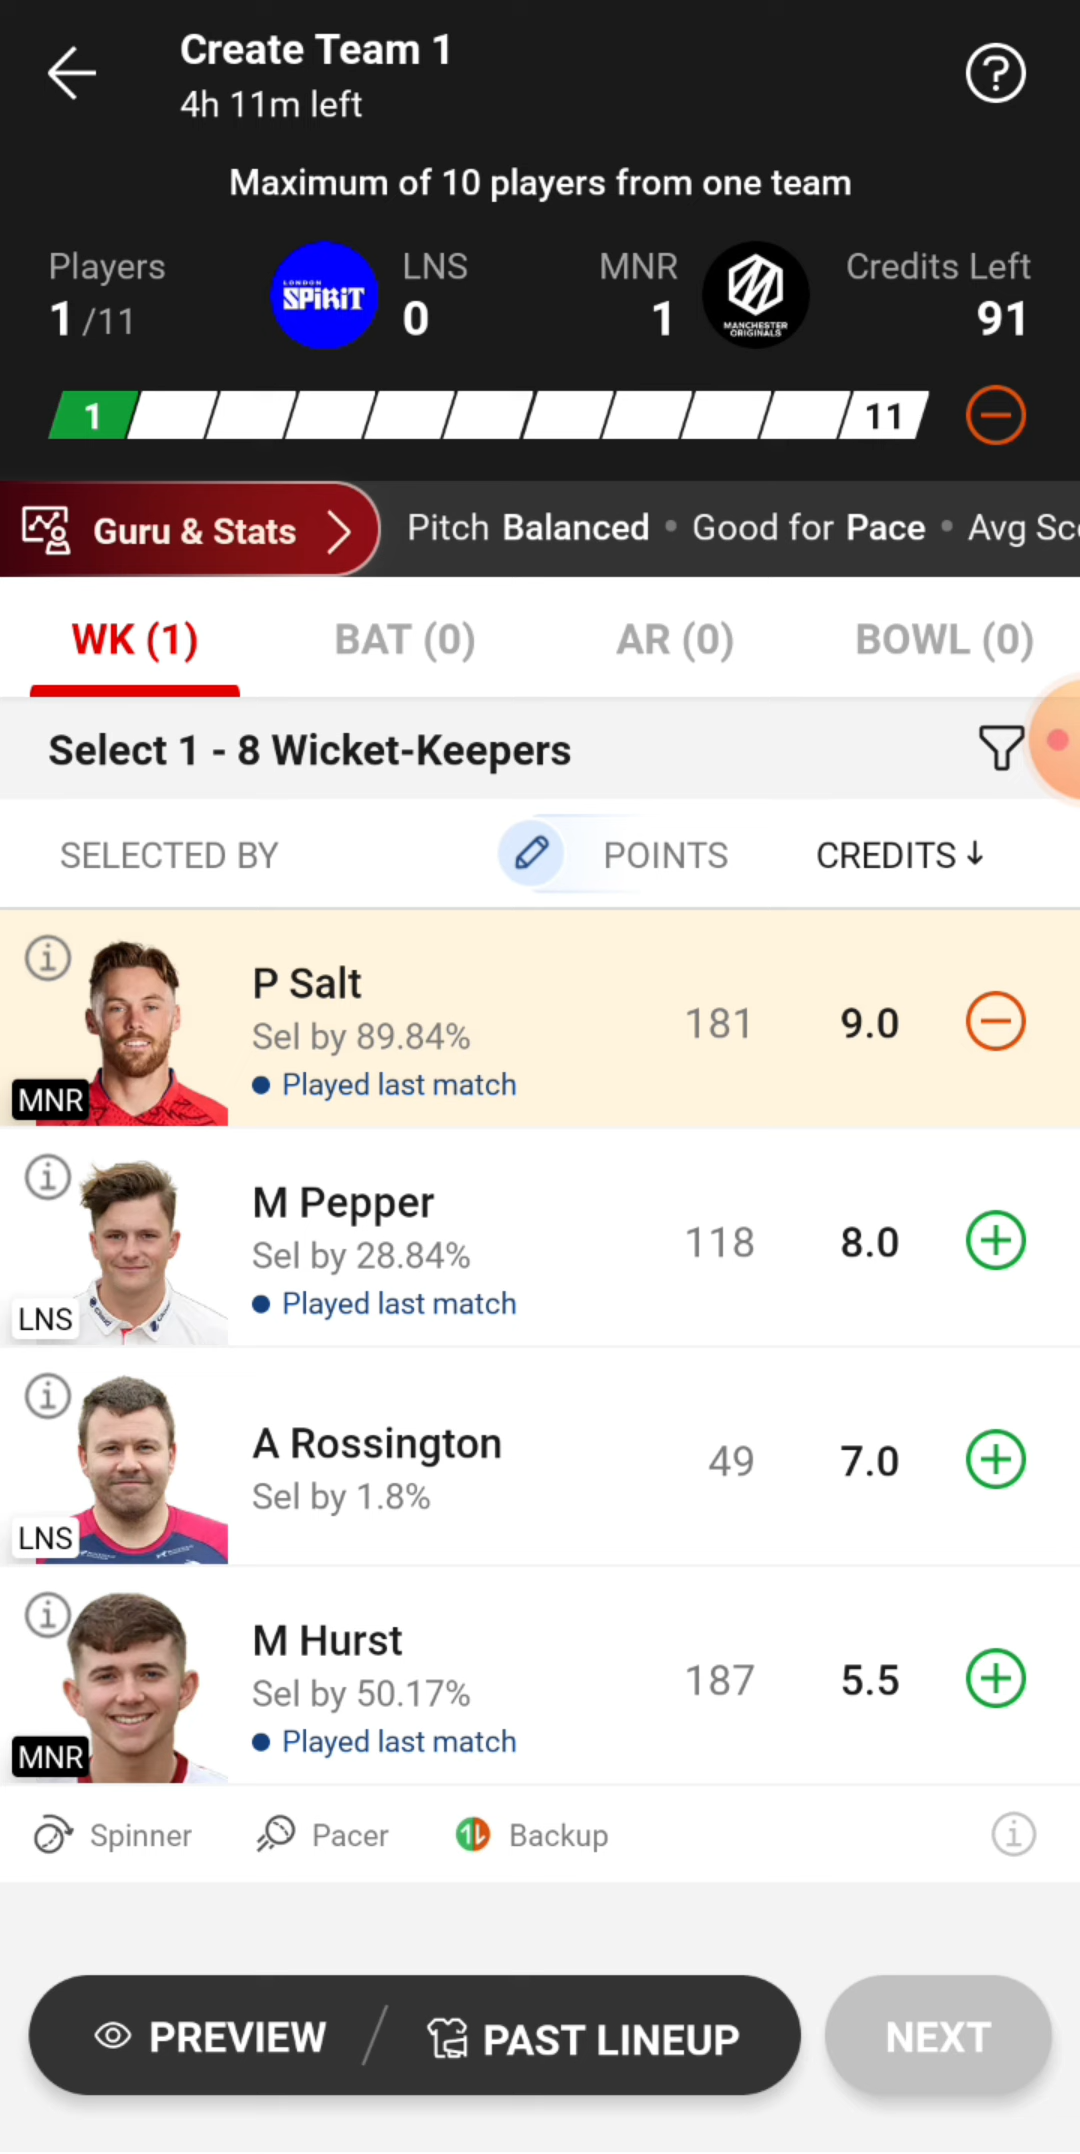 Create Team 1
4h 11m left
Maximum of 10 players from one team
Players
1/11
LONDON
SPIRIT
LNS
0
MNR
1
MANCHESTER
ORIGINALS
Credits Left
91
1
11
Guru & Stats
Pitch Balanced • Good for Pace • Avg Sc
WK (1)
BAT (0)
AR (0)
BOWL (0)
Select 1 - 8 Wicket-Keepers
SELECTED BY
POINTS
CREDITS ↓
P Salt
Sel by 89.84%
• Played last match
181
9.0
MNR
M Pepper
Sel by 28.84%
• Played last match
118
8.0
LNS
A Rossington
Sel by 1.8%
49
7.0
LNS
M Hurst
Sel by 50.17%
• Played last match
187
5.5
MNR
Spinner
Pacer
Backup
PREVIEW / PAST LINEUP
NEXT